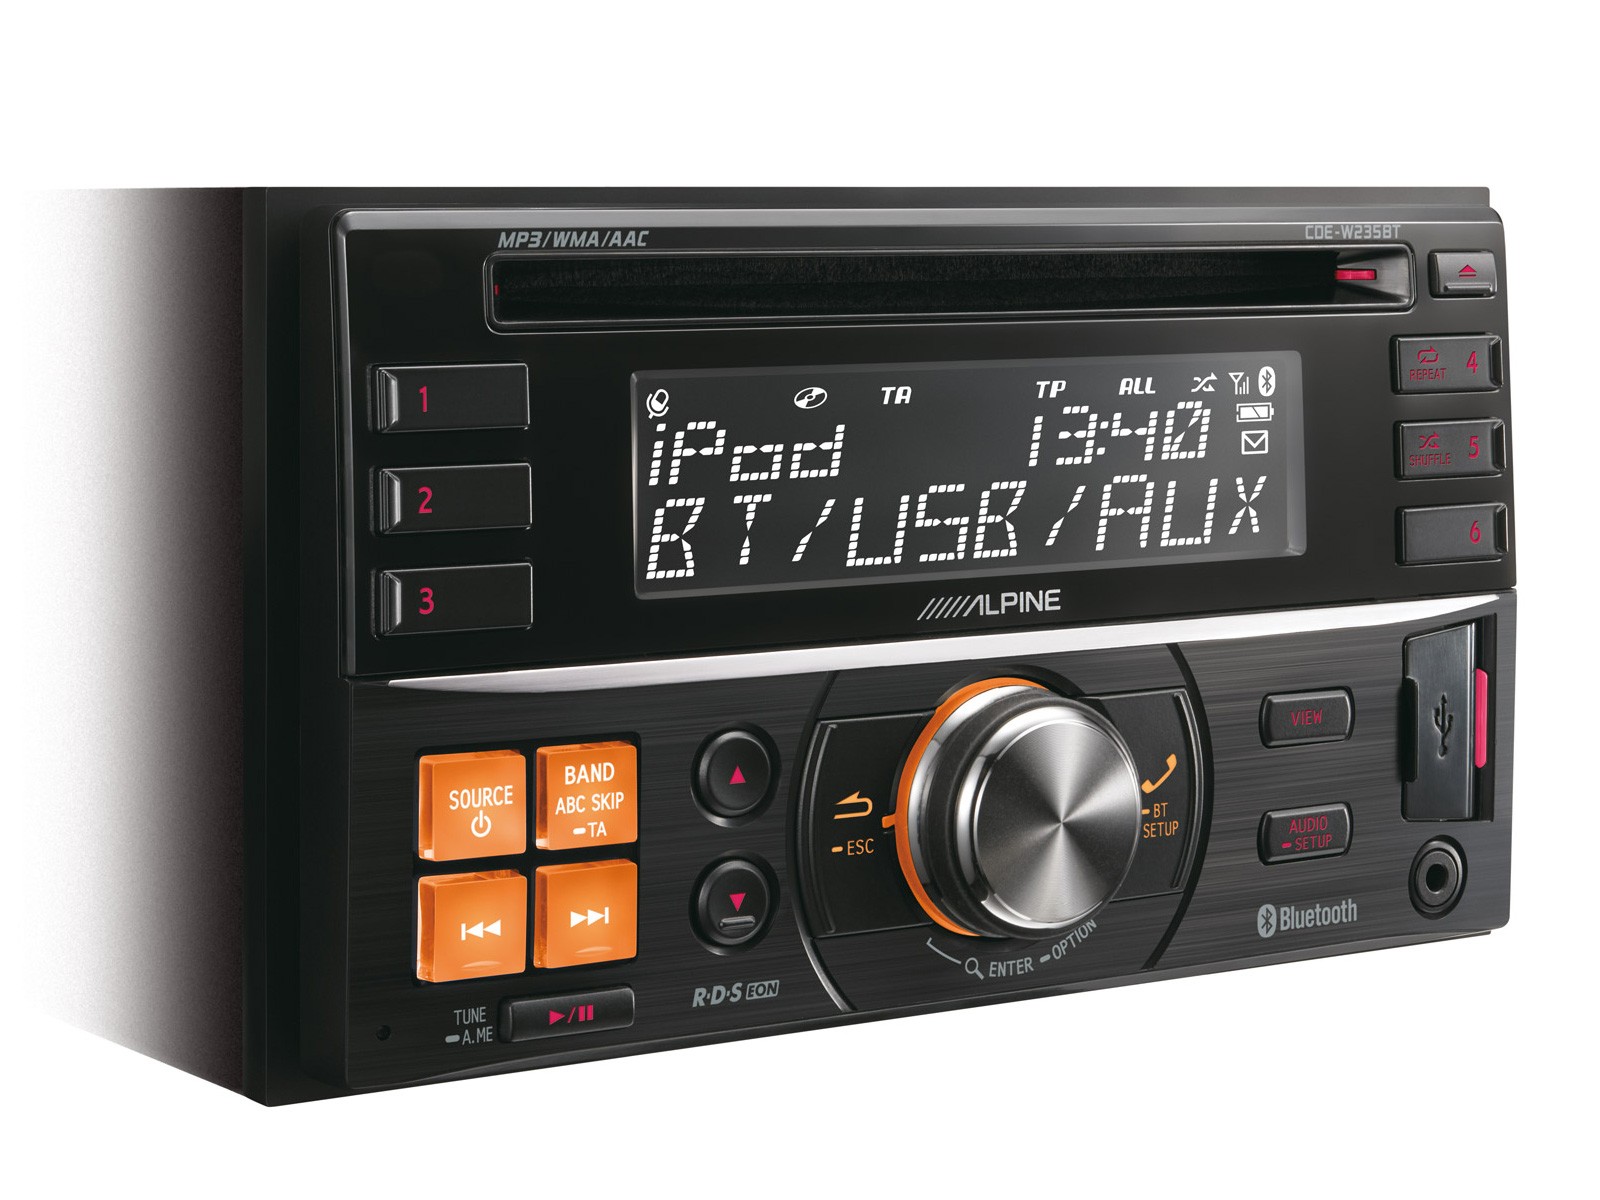 MP3/WMA/AAC
CDE-W235BT
1
2
3
TA
TP
ALL
iPod 13:40
BT/USB/AUX
ALPINE
REPEAT 4
SHUFFLE 5
6
SOURCE
BAND
ABC SKIP
TA
TUNE
A.ME
R·D·S EON
ESC
BT
SETUP
ENTER OPTION
VIEW
AUDIO
SETUP
Bluetooth